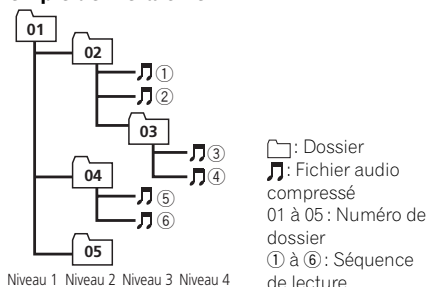 01
02
①
②
03
③
④
04
⑤
⑥
05
Niveau 1 Niveau 2 Niveau 3 Niveau 4
: Dossier
: Fichier audio
compressé
01 à 05 : Numéro de
dossier
① à ⑥ : Séquence
de lecture